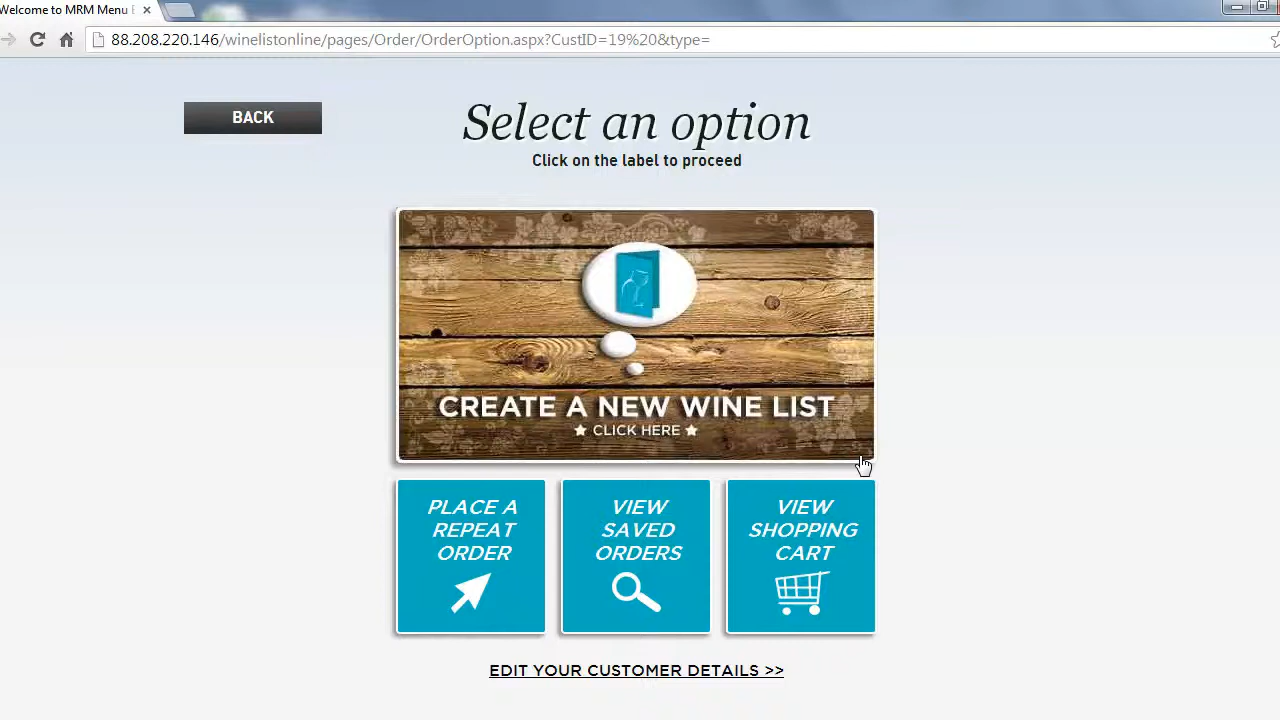 Welcome to MRM Menu
88.208.220.146/winelistonline/pages/Order/OrderOption.aspx?CustID=19%20&type=
BACK
Select an option
Click on the label to proceed
CREATE A NEW WINE LIST
★ CLICK HERE ★
PLACE A
REPEAT
ORDER
VIEW
SAVED
ORDERS
VIEW
SHOPPING
CART
EDIT YOUR CUSTOMER DETAILS >>